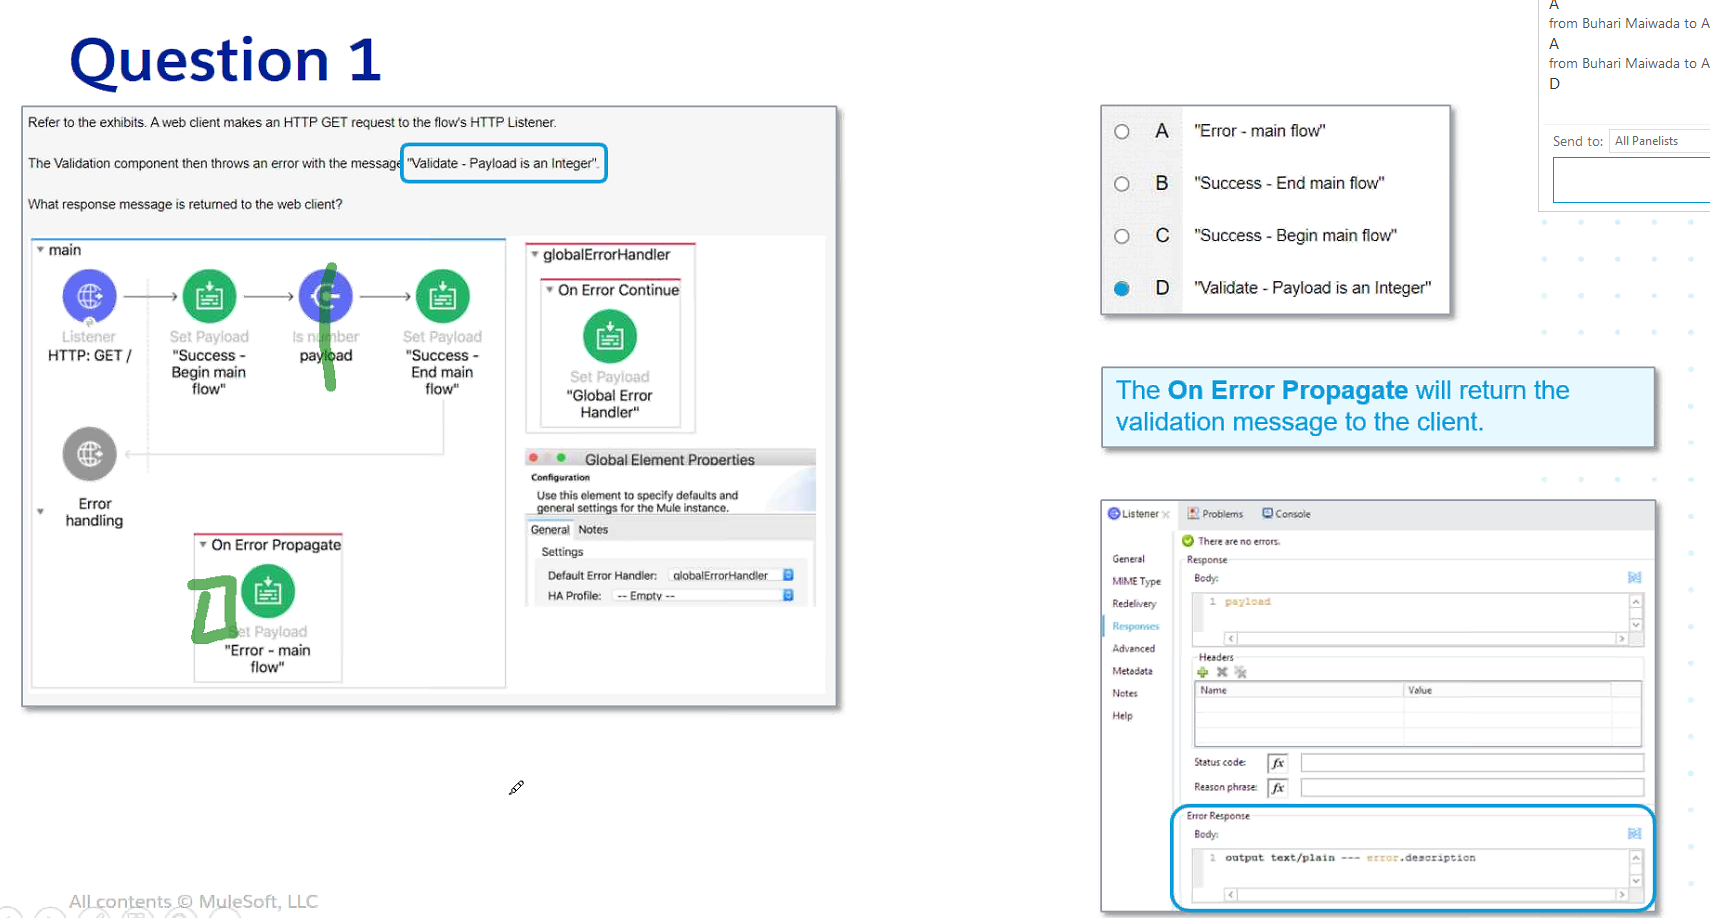 Question 1
Refer to the exhibits. A web client makes an HTTP GET request to the flow's HTTP Listener.
The Validation component then throws an error with the message "Validate - Payload is an Integer".
What response message is returned to the web client?
main
Listener
HTTP: GET /
Set Payload
"Success -
Begin main
flow"
Is number
payload
Set Payload
"Success -
End main
flow"
Error
handling
On Error Propagate
Set Payload
"Error - main
flow"
globalErrorHandler
On Error Continue
Set Payload
"Global Error
Handler"
Global Element Properties
Configuration
Use this element to specify defaults and
general settings for the Mule instance.
General Notes
Settings
Default Error Handler: globalErrorHandler
HA Profile: -- Empty --
All contents © MuleSoft, LLC
A "Error - main flow"
B "Success - End main flow"
C "Success - Begin main flow"
D "Validate - Payload is an Integer"
The On Error Propagate will return the
validation message to the client.
Listener Problems Console
There are no errors.
General
MIME Type
Redelivery
Responses
Advanced
Metadata
Notes
Help
Response
Body:
1 payload
Headers
Name Value
Status code: fx
Reason phrase: fx
Error Response
Body:
1 output text/plain --- error.description
A
from Buhari Maiwada to A
A
from Buhari Maiwada to A
D
Send to: All Panelists